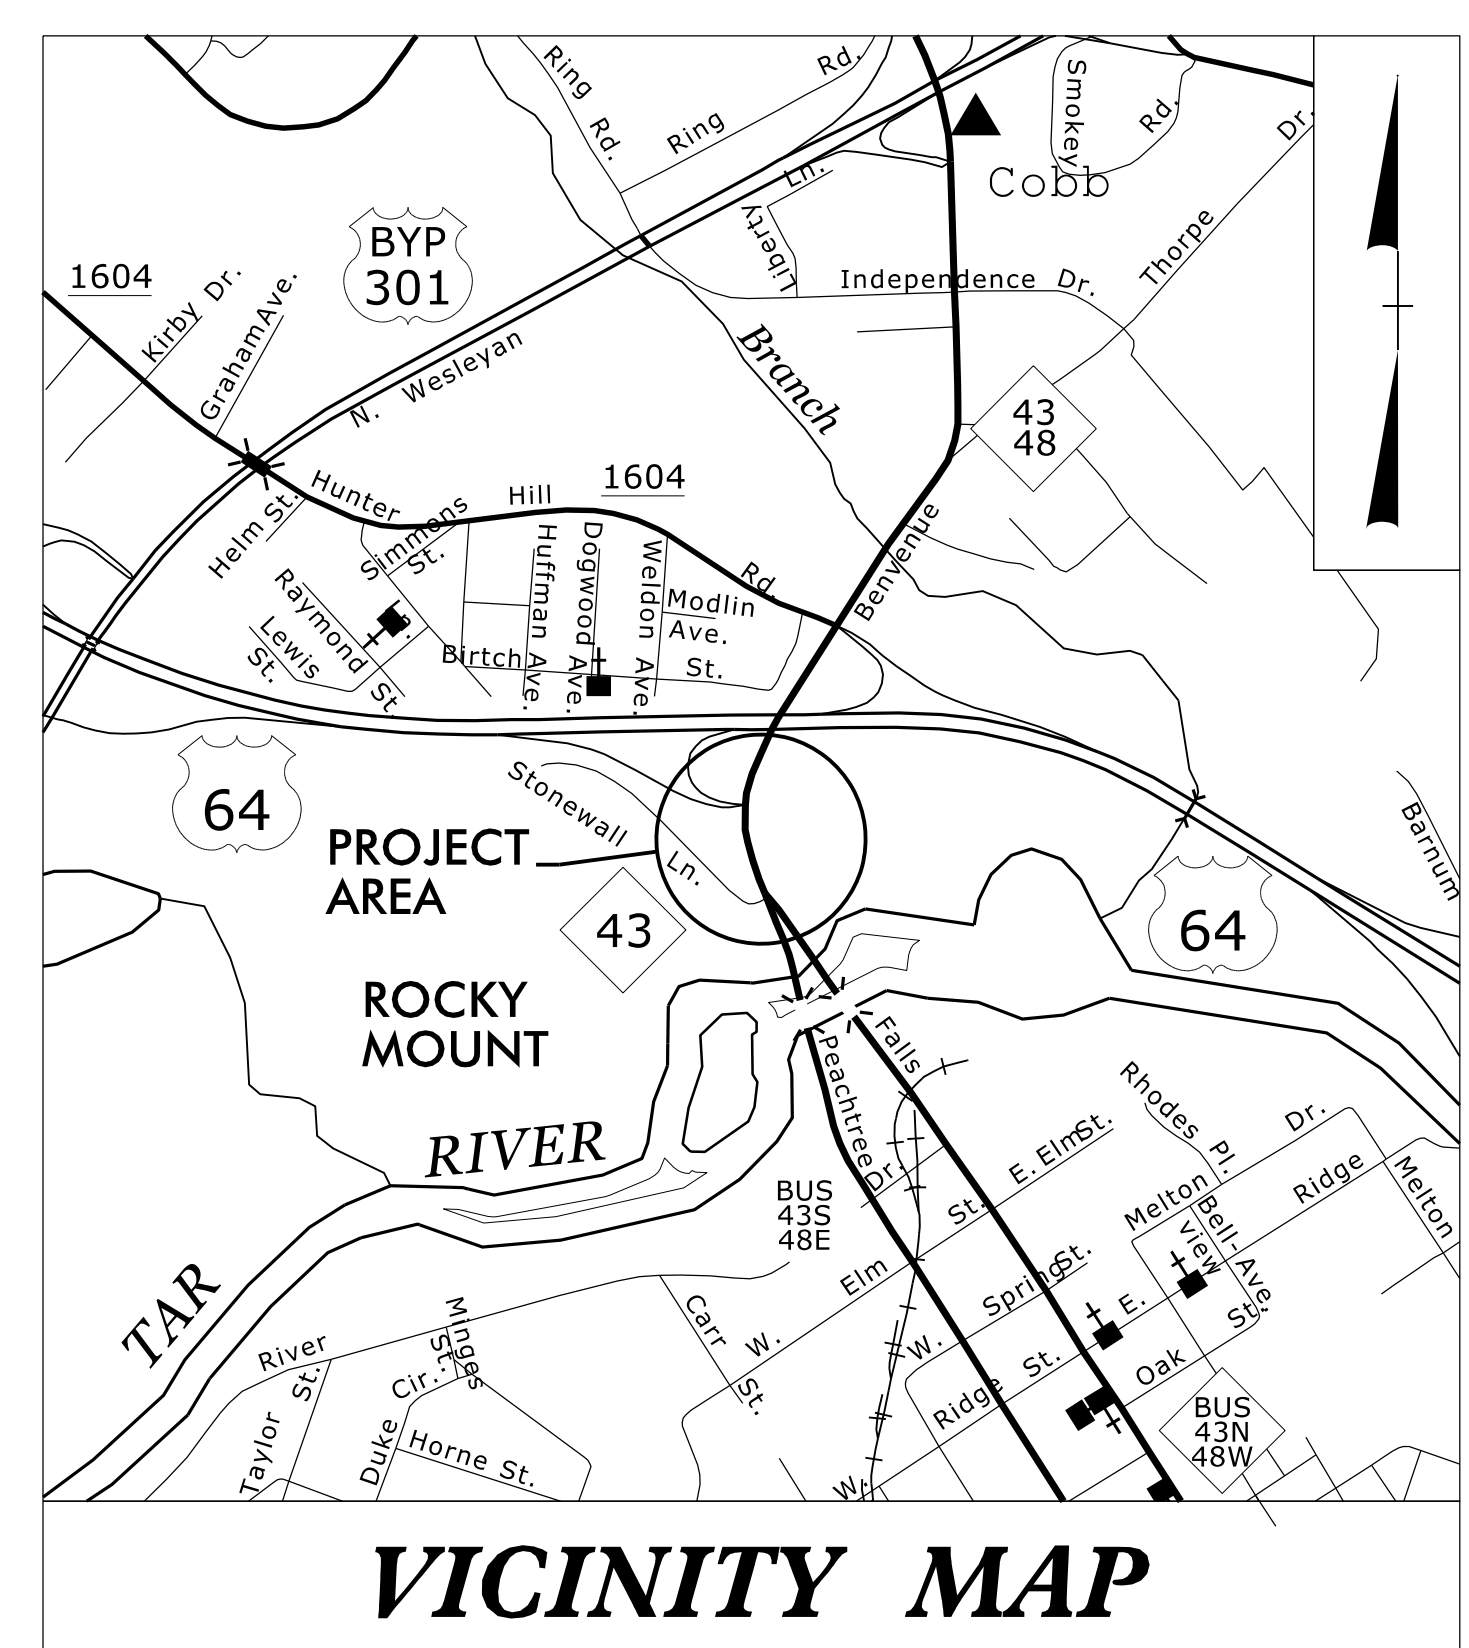 Ring
Rd.
Ring
Rd.
Smokey
Rd.
Dr.
Cobb
Ln.
Liberty
Thorpe
BYP
301
1604
Kirby Dr.
Graham Ave.
Independence Dr.
N. Wesleyan
Branch
43
48
Hunter
Hill
1604
Rd.
Helm St.
Simmons
St.
Huffman Ave.
Dogwood Ave.
Weldon Ave.
Modlin
Ave.
Benvenue
Raymond St.
Ln.
Lewis
St.
Birtch
St.
64
Stonewall
Ln.
PROJECT
AREA
43
64
Barnum
ROCKY
MOUNT
RIVER
TAR
Peachtree
Falls
Dr.
BUS
43S
48E
E. Elm St.
St.
Elm
W.
Rhodes
Pl.
Melton
Dr.
Ridge
Melton
Bell-
view
Ave.
St.
W.
Spring
St.
E.
Oak
W.
Ridge
St.
Carr
St.
River
Minges
St.
Cir.
Taylor
St.
Duke
Horne St.
BUS
43N
48W
VICINITY MAP